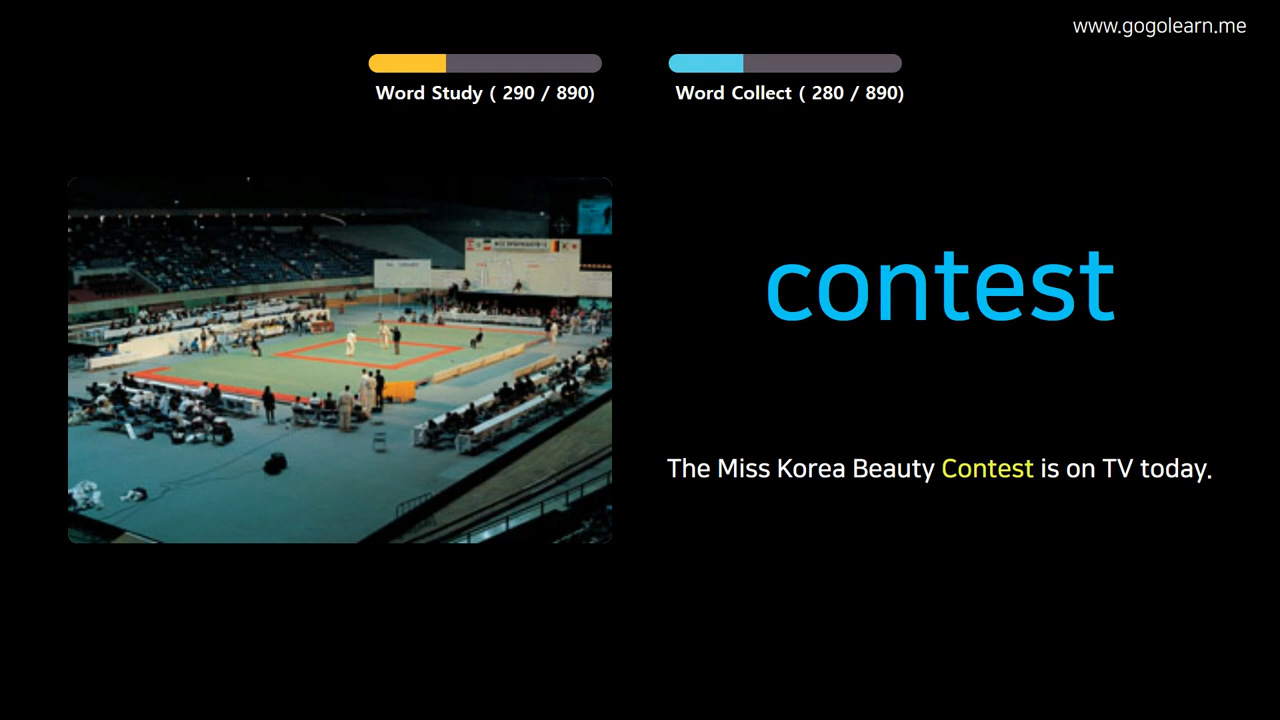 www.gogolearn.me
Word Study ( 290 / 890)
Word Collect ( 280 / 890)
contest
The Miss Korea Beauty Contest is on TV today.